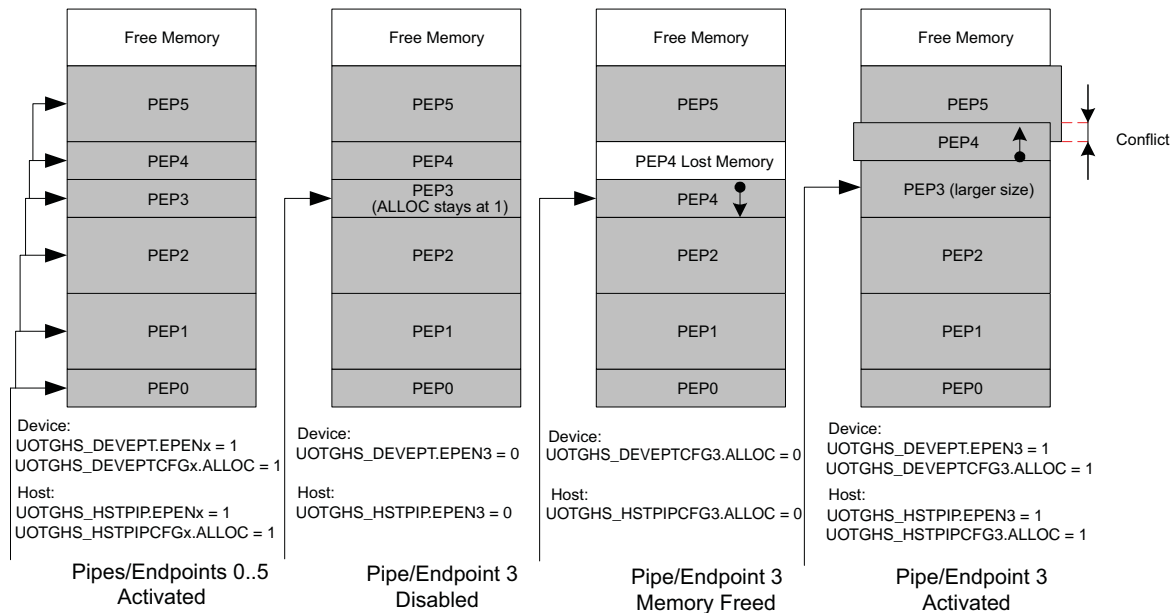 Free Memory
PEP5
PEP4
PEP3
PEP2
PEP1
PEP0
Device:
UOTGHS_DEVEPT.EPENx = 1
UOTGHS_DEVEPTCFGx.ALLOC = 1
Host:
UOTGHS_HSTPIP.EPENx = 1
UOTGHS_HSTPIPCFGx.ALLOC = 1
Pipes/Endpoints 0..5
Activated
Free Memory
PEP5
PEP4
PEP3
(ALLOC stays at 1)
PEP2
PEP1
PEP0
Device:
UOTGHS_DEVEPT.EPEN3 = 0
Host:
UOTGHS_HSTPIP.EPEN3 = 0
Pipe/Endpoint 3
Disabled
Free Memory
PEP5
PEP4 Lost Memory
PEP4
PEP2
PEP1
PEP0
Device:
UOTGHS_DEVEPTCFG3.ALLOC = 0
Host:
UOTGHS_HSTPIPCFG3.ALLOC = 0
Pipe/Endpoint 3
Memory Freed
Free Memory
PEP5
PEP4
Conflict
PEP3 (larger size)
PEP2
PEP1
PEP0
Device:
UOTGHS_DEVEPT.EPEN3 = 1
UOTGHS_DEVEPTCFG3.ALLOC = 1
Host:
UOTGHS_HSTPIP.EPEN3 = 1
UOTGHS_HSTPIPCFG3.ALLOC = 1
Pipe/Endpoint 3
Activated